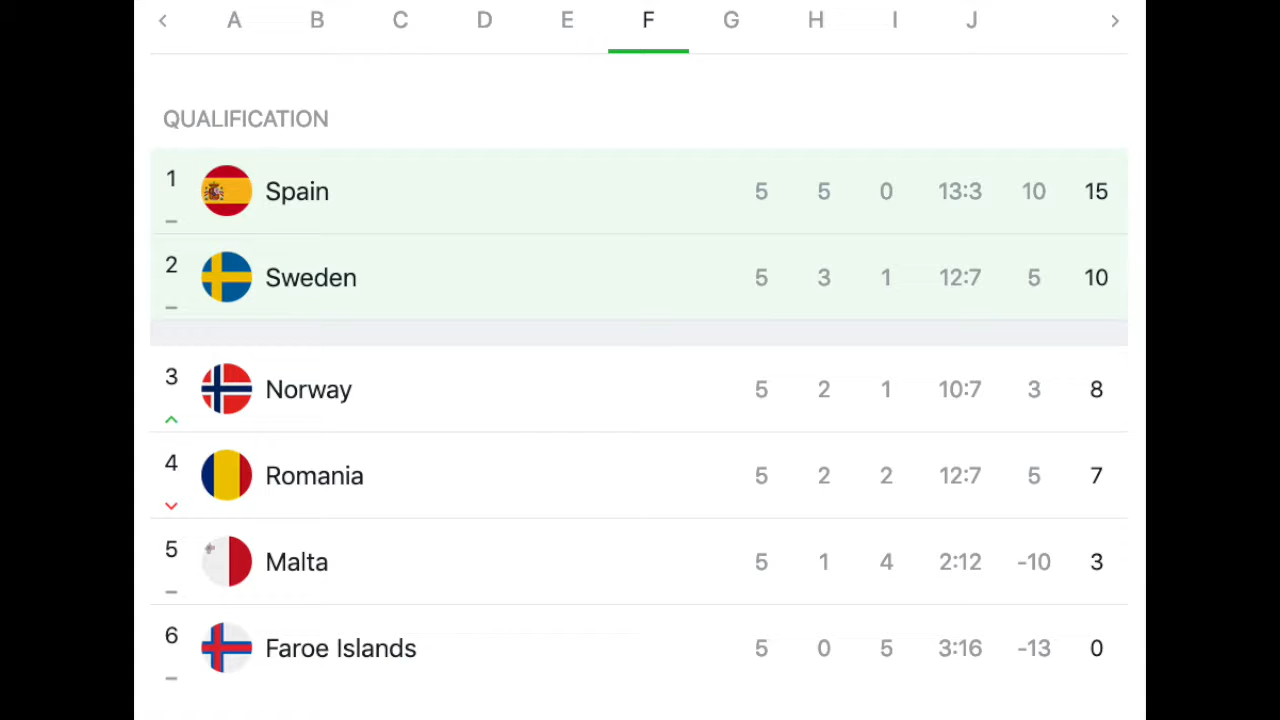 A B C D E F G H I J
QUALIFICATION
1 Spain 5 5 0 13:3 10 15
2 Sweden 5 3 1 12:7 5 10
3 Norway 5 2 1 10:7 3 8
4 Romania 5 2 2 12:7 5 7
5 Malta 5 1 4 2:12 -10 3
6 Faroe Islands 5 0 5 3:16 -13 0